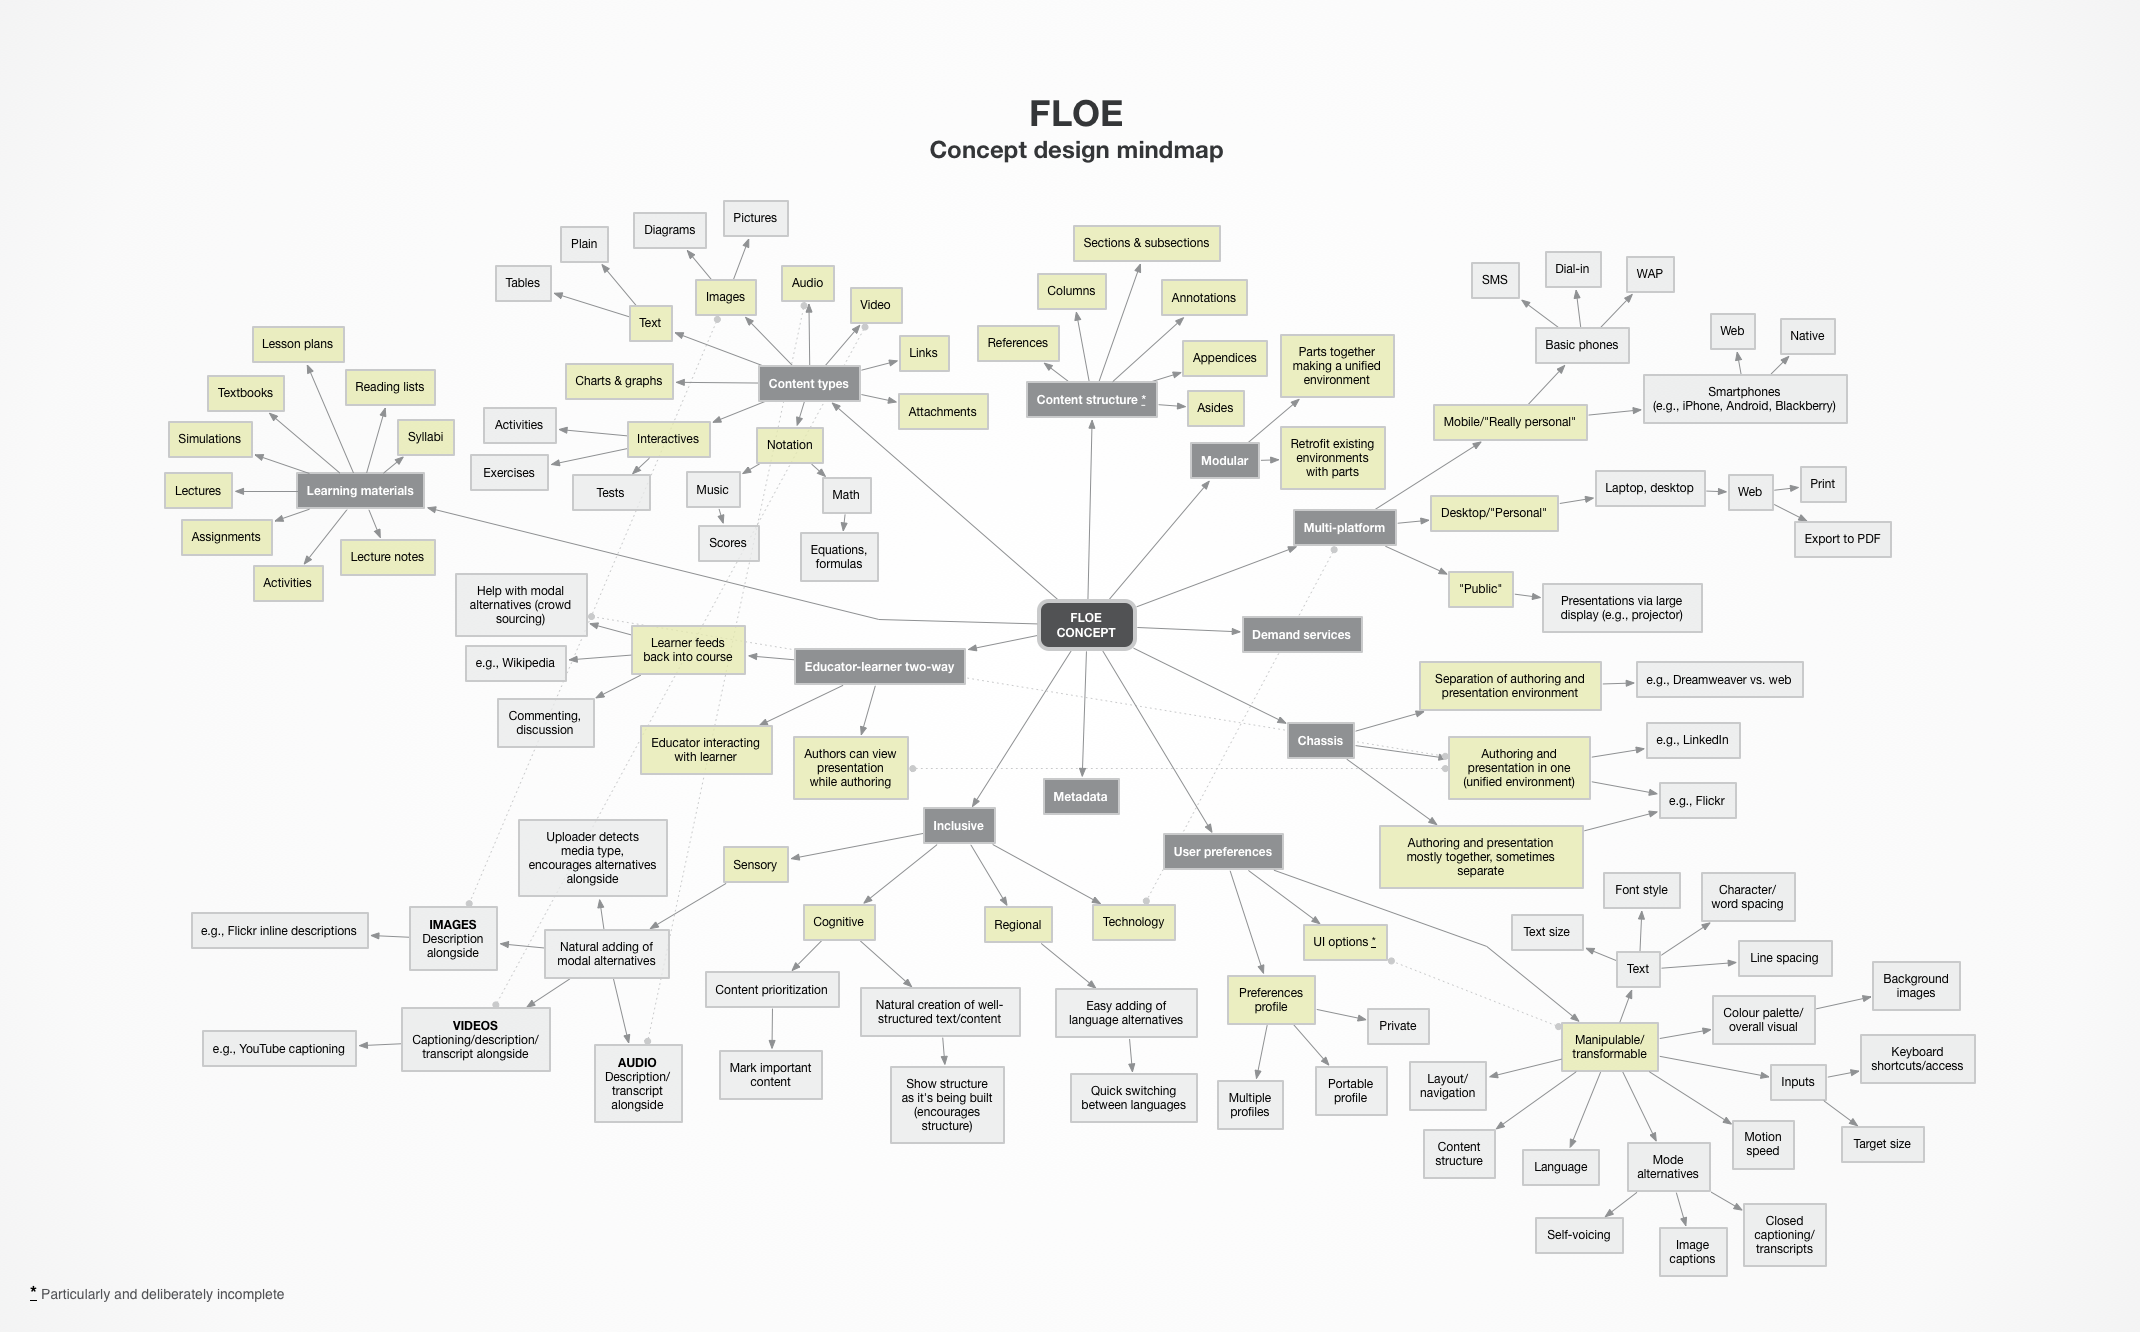 FLOE
Concept design mindmap
Pictures
Diagrams
Plain
Tables
Images
Audio
Video
Text
Links
Charts & graphs
Content types
Attachments
Activities
Interactives
Notation
Exercises
Tests
Music
Math
Scores
Equations,
formulas
Lesson plans
Textbooks
Reading lists
Simulations
Syllabi
Lectures
Learning materials
Assignments
Lecture notes
Activities
Sections & subsections
Columns
Annotations
References
Appendices
Content structure *
Asides
Parts together
making a unified
environment
Modular
Retrofit existing
environments
with parts
SMS
Dial-in
WAP
Basic phones
Web
Native
Smartphones
(e.g., iPhone, Android, Blackberry)
Mobile/"Really personal"
Multi-platform
Desktop/"Personal"
Laptop, desktop
Web
Print
Export to PDF
"Public"
Presentations via large
display (e.g., projector)
FLOE
CONCEPT
Demand services
Help with modal
alternatives (crowd
sourcing)
Learner feeds
back into course
e.g., Wikipedia
Educator-learner two-way
Commenting,
discussion
Educator interacting
with learner
Authors can view
presentation
while authoring
Separation of authoring and
presentation environment
e.g., Dreamweaver vs. web
Chassis
Authoring and
presentation in one
(unified environment)
e.g., LinkedIn
e.g., Flickr
Authoring and presentation
mostly together, sometimes
separate
Metadata
Inclusive
User preferences
Sensory
Uploader detects
media type,
encourages alternatives
alongside
e.g., Flickr inline descriptions
IMAGES
Description
alongside
Natural adding of
modal alternatives
e.g., YouTube captioning
VIDEOS
Captioning/description/
transcript alongside
AUDIO
Description/
transcript
alongside
Cognitive
Regional
Technology
Content prioritization
Mark important
content
Natural creation of well-
structured text/content
Show structure
as it's being built
(encourages
structure)
Easy adding of
language alternatives
Quick switching
between languages
UI options *
Preferences
profile
Private
Multiple
profiles
Portable
profile
Font style
Character/
word spacing
Text size
Text
Line spacing
Background
images
Colour palette/
overall visual
Manipulable/
transformable
Keyboard
shortcuts/access
Inputs
Layout/
navigation
Target size
Content
structure
Language
Mode
alternatives
Motion
speed
Self-voicing
Image
captions
Closed
captioning/
transcripts
* Particularly and deliberately incomplete